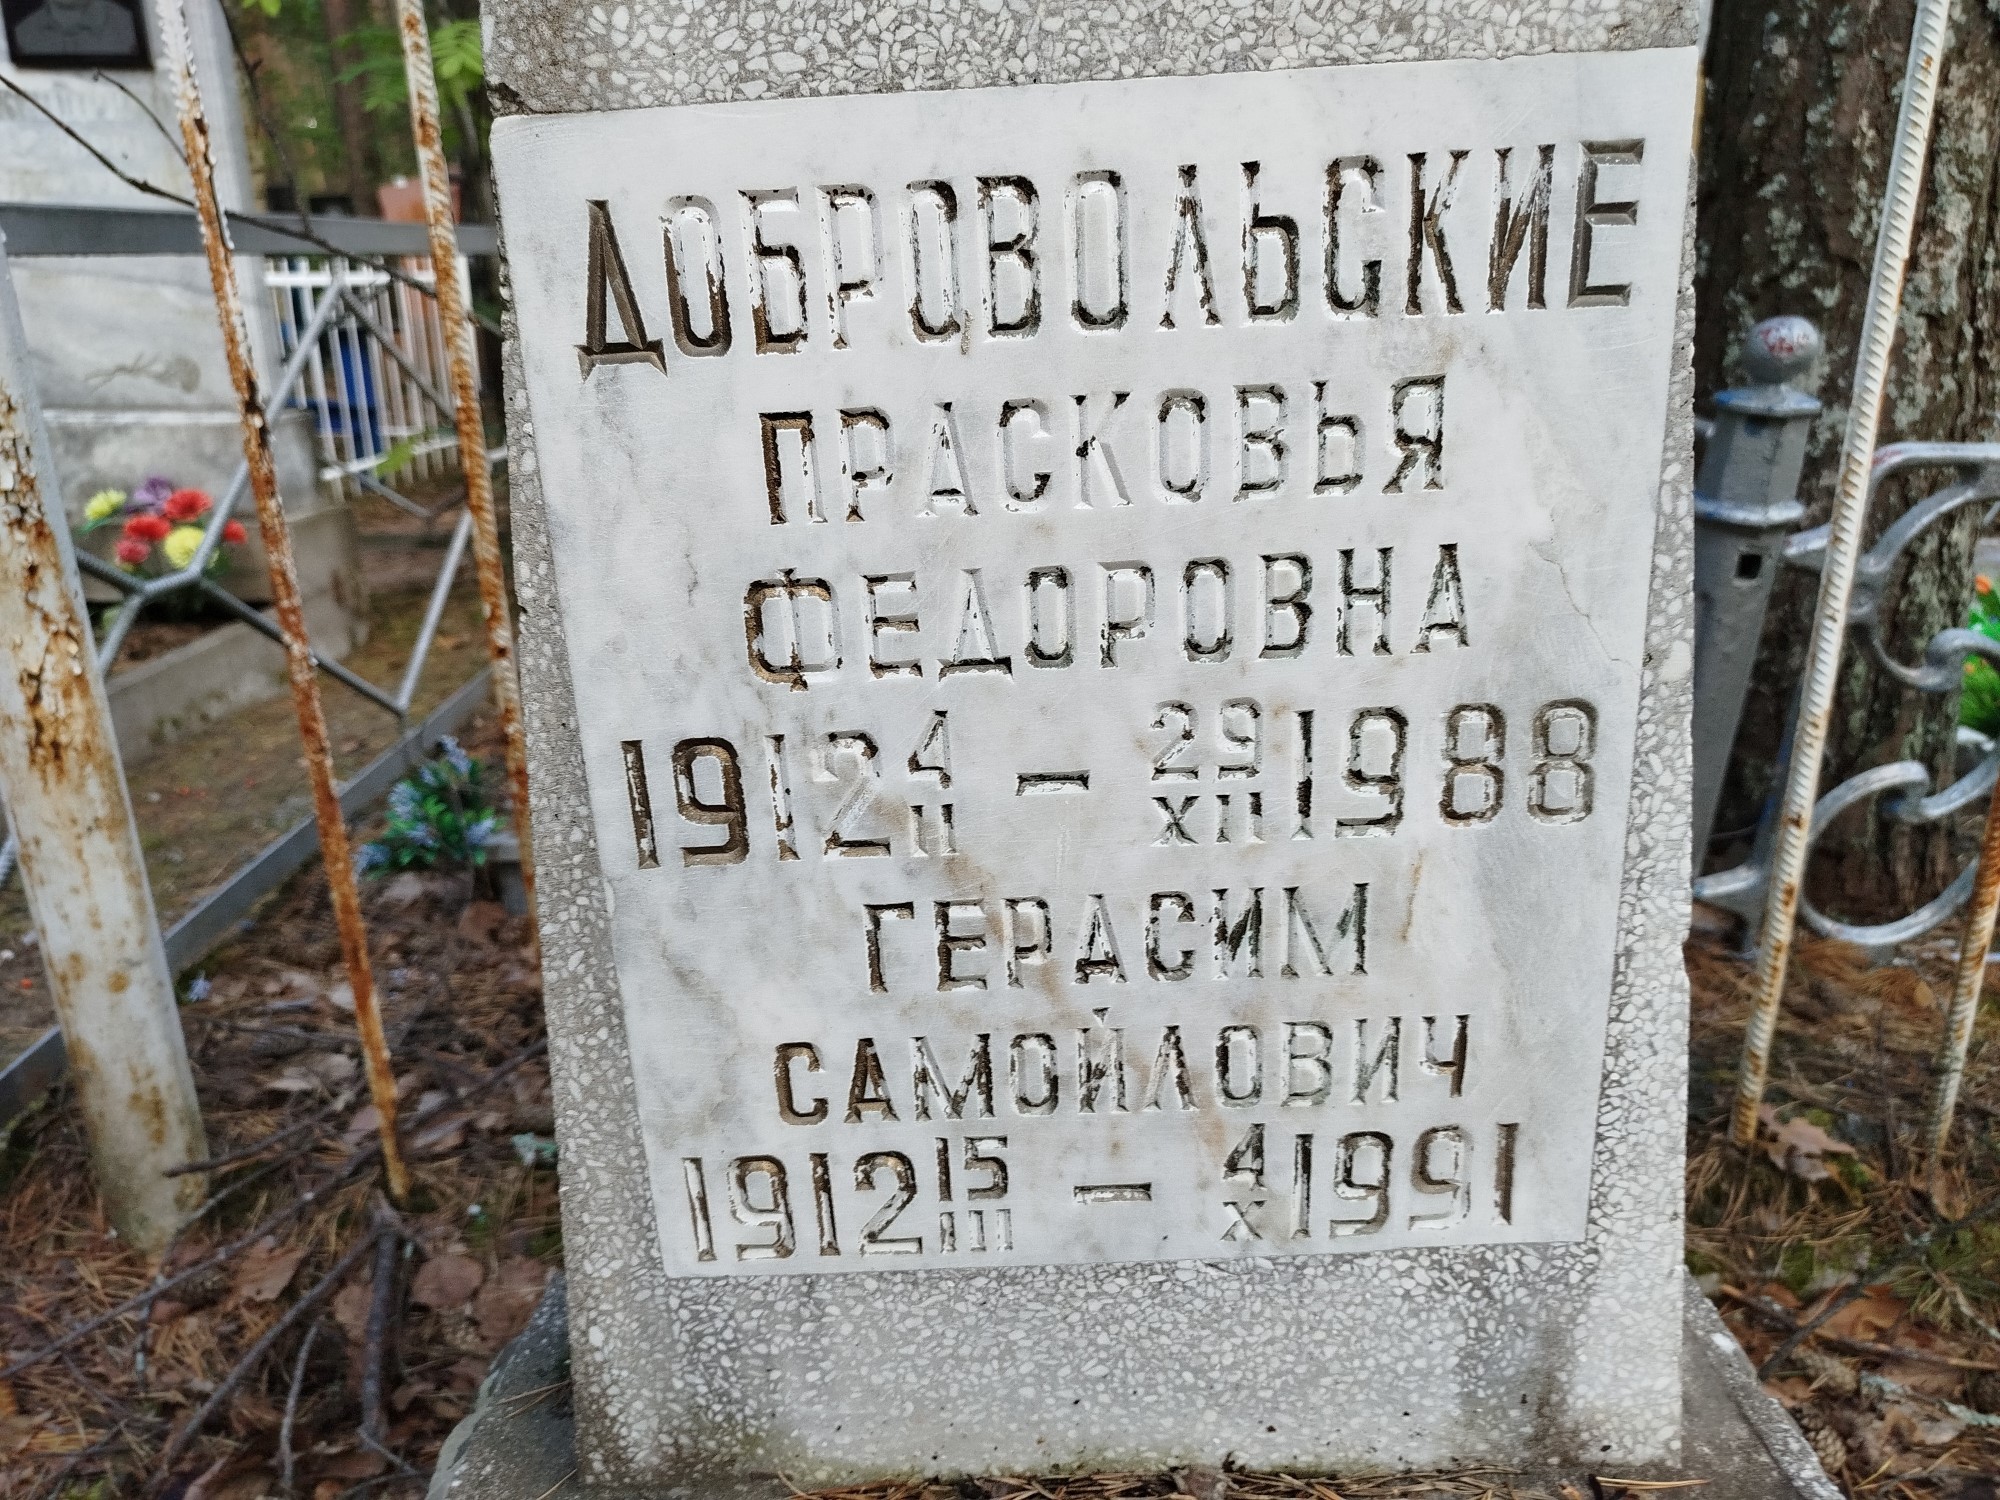 ДОБРОВОЛЬСКИЕ
ПРАСКОВЬЯ
ФЕДОРОВНА
1912 4/II – 29/XII 1988
ГЕРАСИМ
САМОЙЛОВИЧ
1912 15/III – 4/X 1991